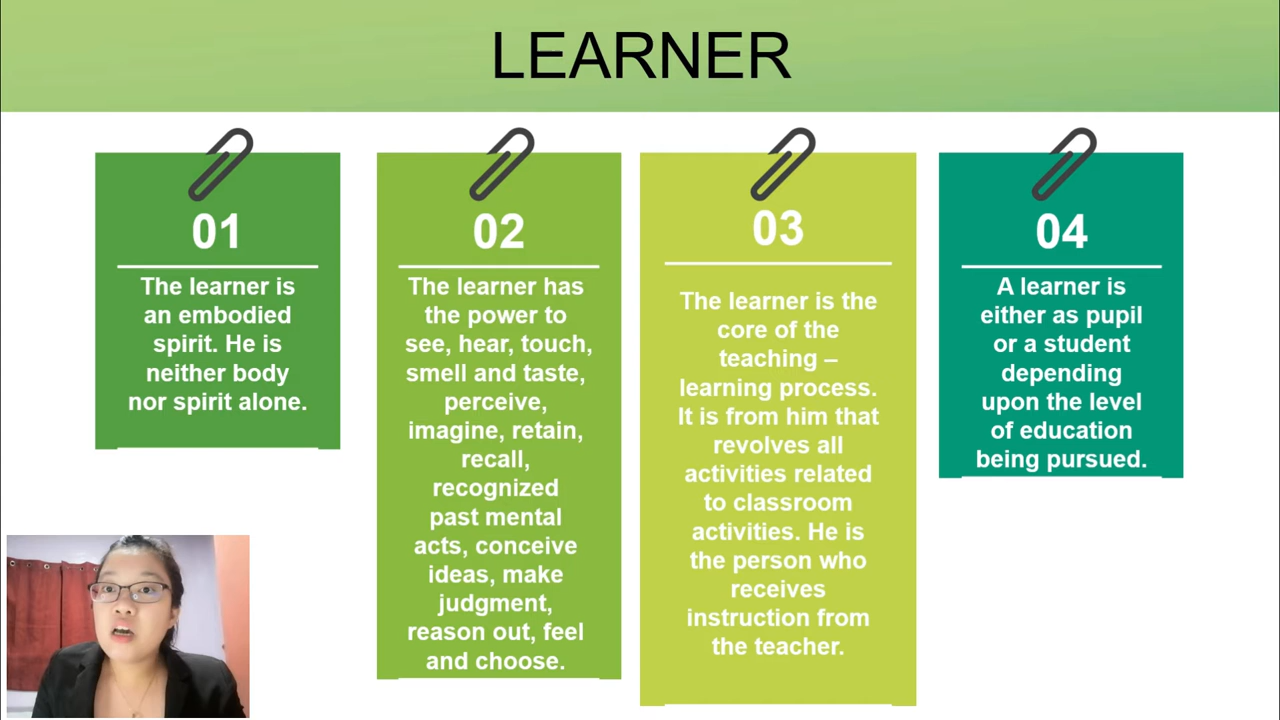 LEARNER
01
The learner is
an embodied
spirit. He is
neither body
nor spirit alone.
02
The learner has
the power to
see, hear, touch,
smell and taste,
perceive,
imagine, retain,
recall,
recognized
past mental
acts, conceive
ideas, make
judgment,
reason out, feel
and choose.
03
The learner is the
core of the
teaching –
learning process.
It is from him that
revolves all
activities related
to classroom
activities. He is
the person who
receives
instruction from
the teacher.
04
A learner is
either as pupil
or a student
depending
upon the level
of education
being pursued.